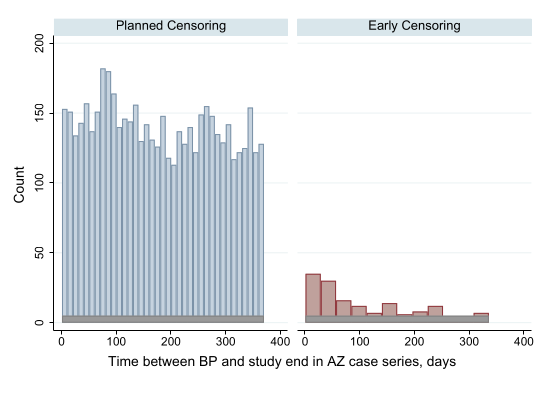 Planned Censoring Early Censoring
200
150
100
50
0
Count
0 100 200 300 400 0 100 200 300 400
Time between BP and study end in AZ case series, days